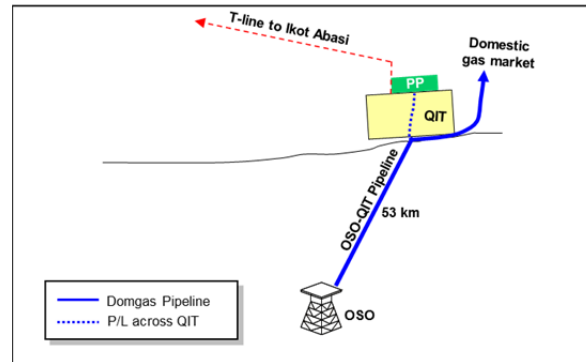 T-line to Ikot Abasi
Domestic
gas market
PP
QIT
OSO-QIT Pipeline
53 km
OSO
Domgas Pipeline
P/L across QIT